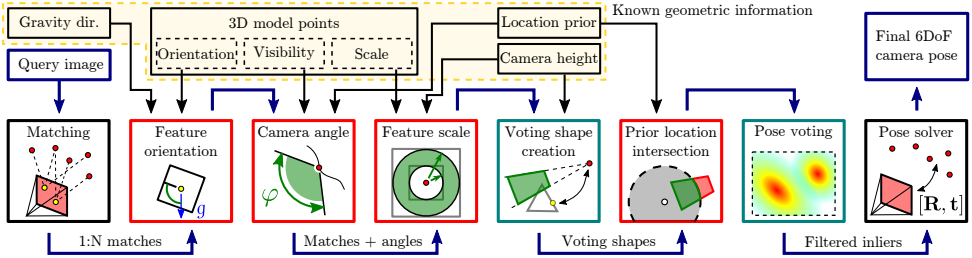 Gravity dir.
3D model points
Location prior
Known geometric information
Orientation
Visibility
Scale
Camera height
Query image
Final 6DoF
camera pose
Matching
Feature
orientation
g
Camera angle
φ
Feature scale
Voting shape
creation
Prior location
intersection
Pose voting
Pose solver
[R, t]
1:N matches
Matches + angles
Voting shapes
Filtered inliers